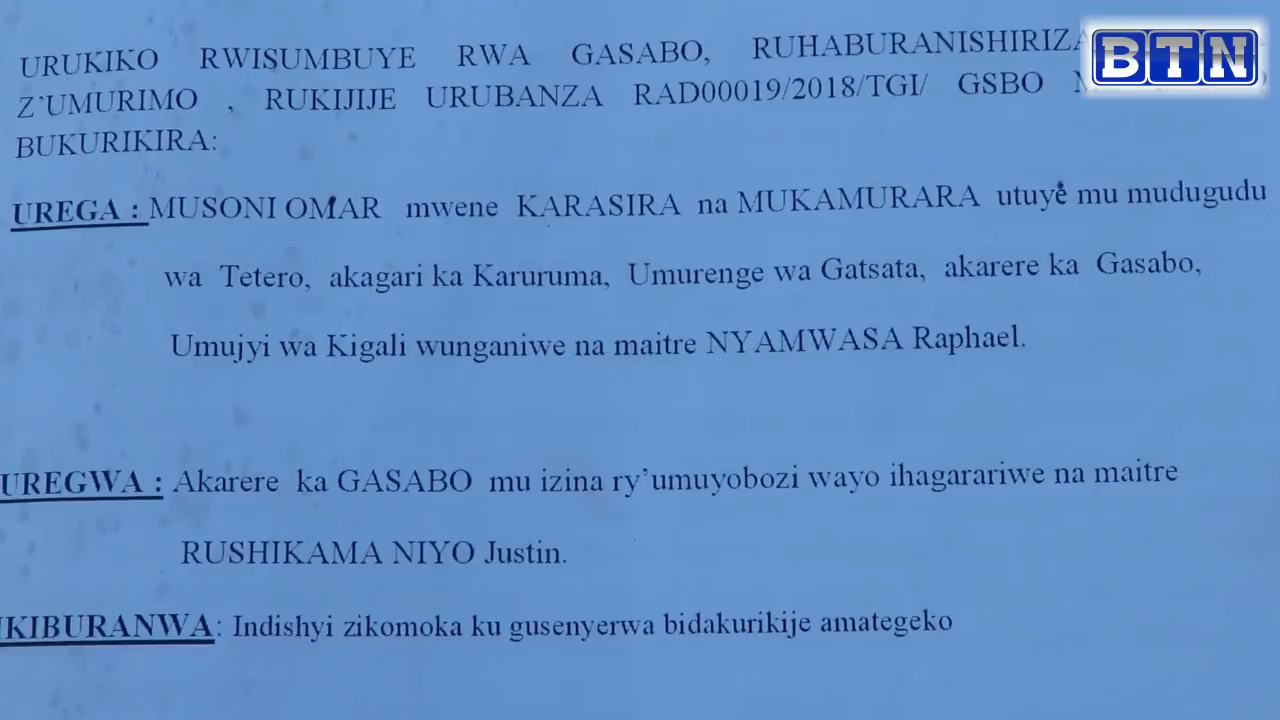 URUKIKO RWISUMBUYE RWA GASABO, RUHABURANISHIRIZA
BTN
Z'UMURIMO , RUKIJIJE URUBANZA RAD00019/2018/TGI/ GSBO
BUKURIKIRA:
UREGA : MUSONI OMAR mwene KARASIRA na MUKAMURARA utuye mu mudugudu
wa Tetero, akagari ka Karuruma, Umurenge wa Gatsata, akarere ka Gasabo,
Umujyi wa Kigali wunganiwe na maitre NYAMWASA Raphael.
UREGWA : Akarere ka GASABO mu izina ry'umuyobozi wayo ihagarariwe na maitre
RUSHIKAMA NIYO Justin.
IKIBURANWA: Indishyi zikomoka ku gusenyerwa bidakurikije amategeko